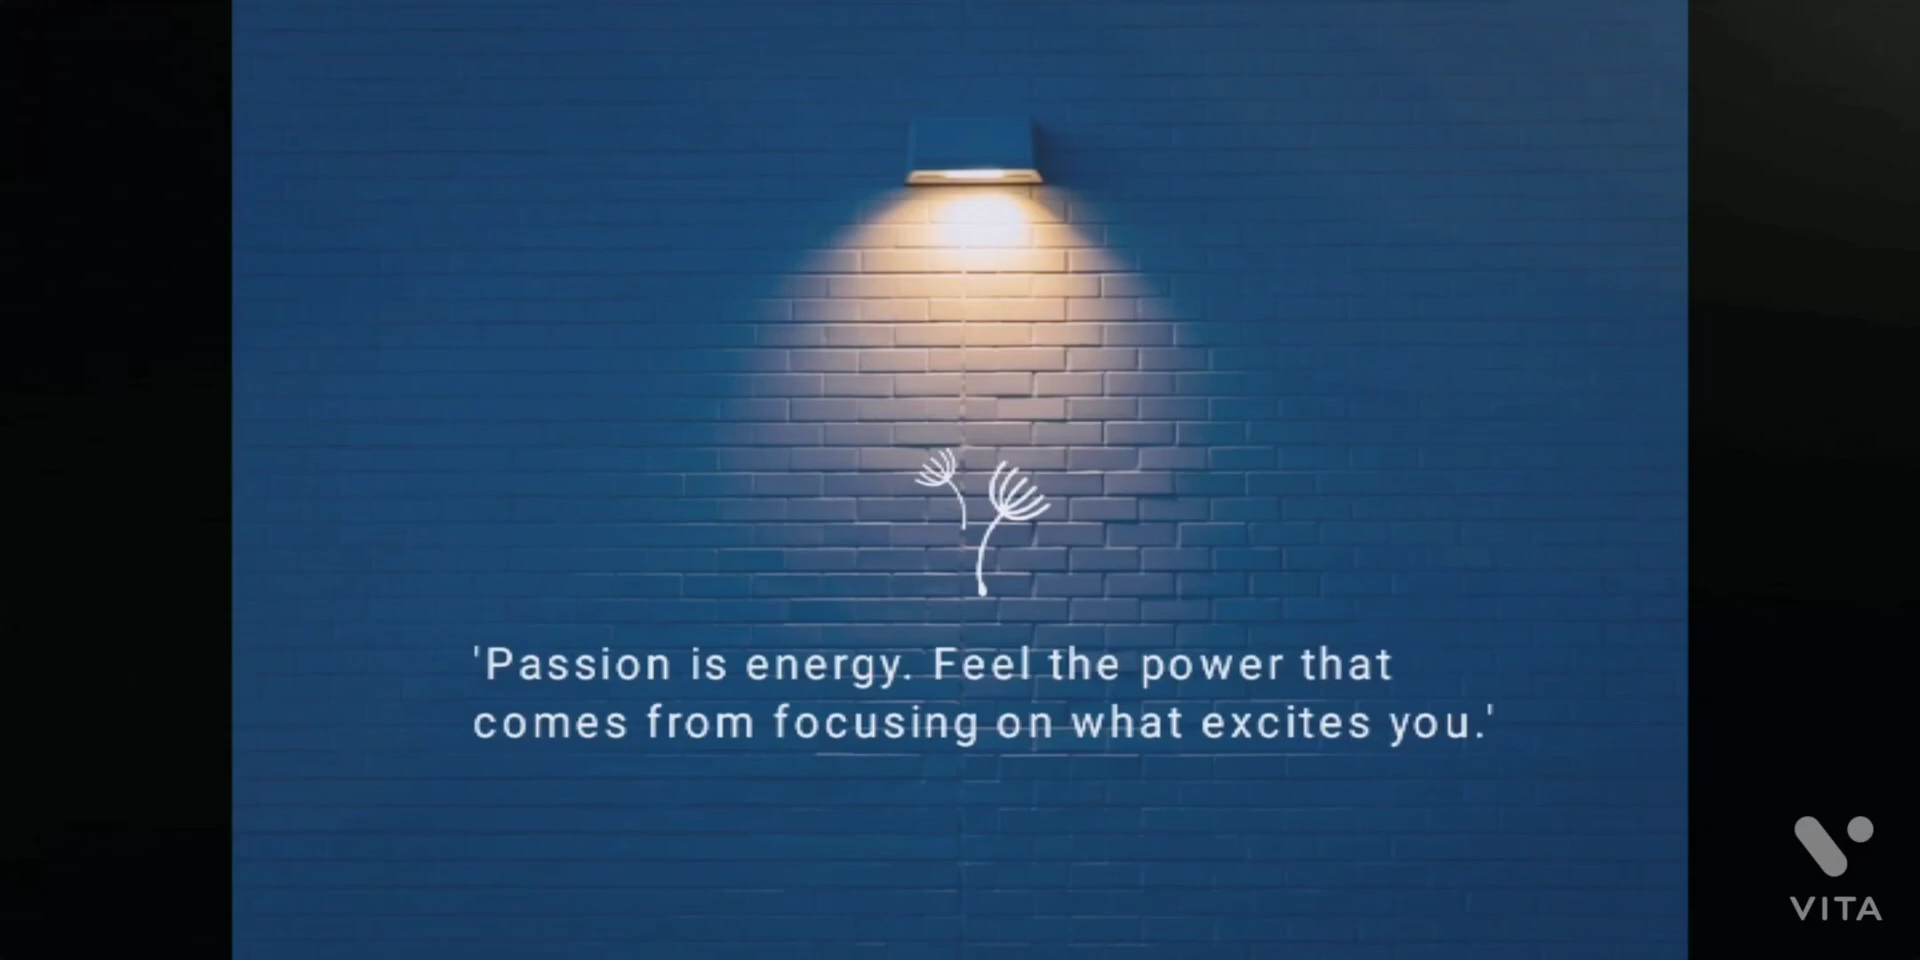 'Passion is energy. Feel the power that
comes from focusing on what excites you.'
VITA